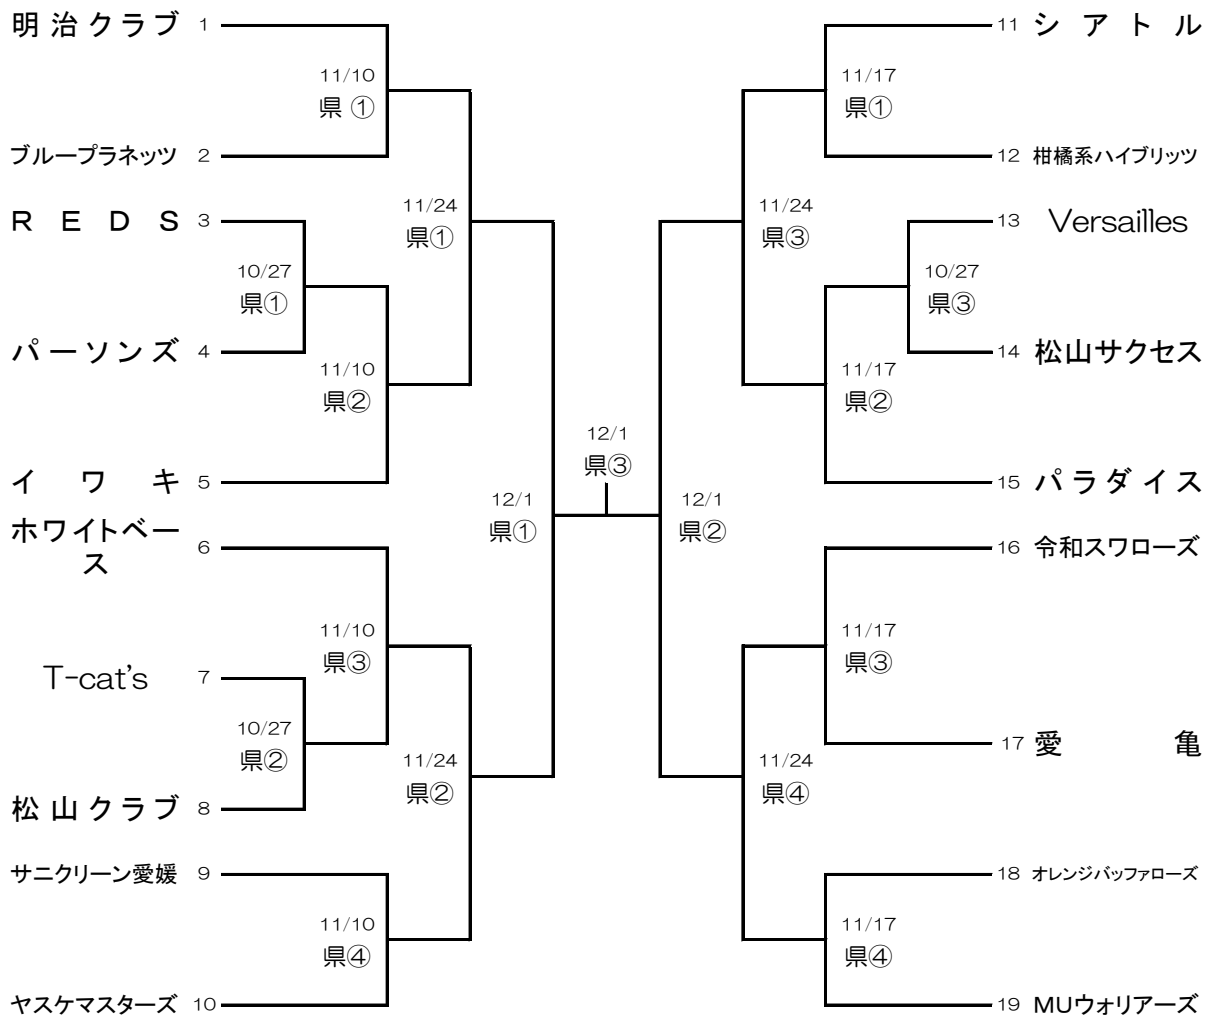 明治クラブ 1
11/10
県 ①
ブループラネッツ 2
ＲＥＤＳ 3
11/24
県①
10/27
県①
パーソンズ 4
11/10
県②
イワキ 5
12/1
県①
ホワイトベー
ス
6
11/10
県③
T-cat's 7
10/27
県②
11/24
県②
松山クラブ 8
サニクリーン愛媛 9
11/10
県④
ヤスケマスターズ 10
12/1
県③
11 シアトル
11/17
県①
12 柑橘系ハイブリッツ
11/24
県③
13 Versailles
10/27
県③
14 松山サクセス
11/17
県②
15 パラダイス
12/1
県②
16 令和スワローズ
11/17
県③
17 愛亀
11/24
県④
18 オレンジバッファローズ
11/17
県④
19 MUウォリアーズ